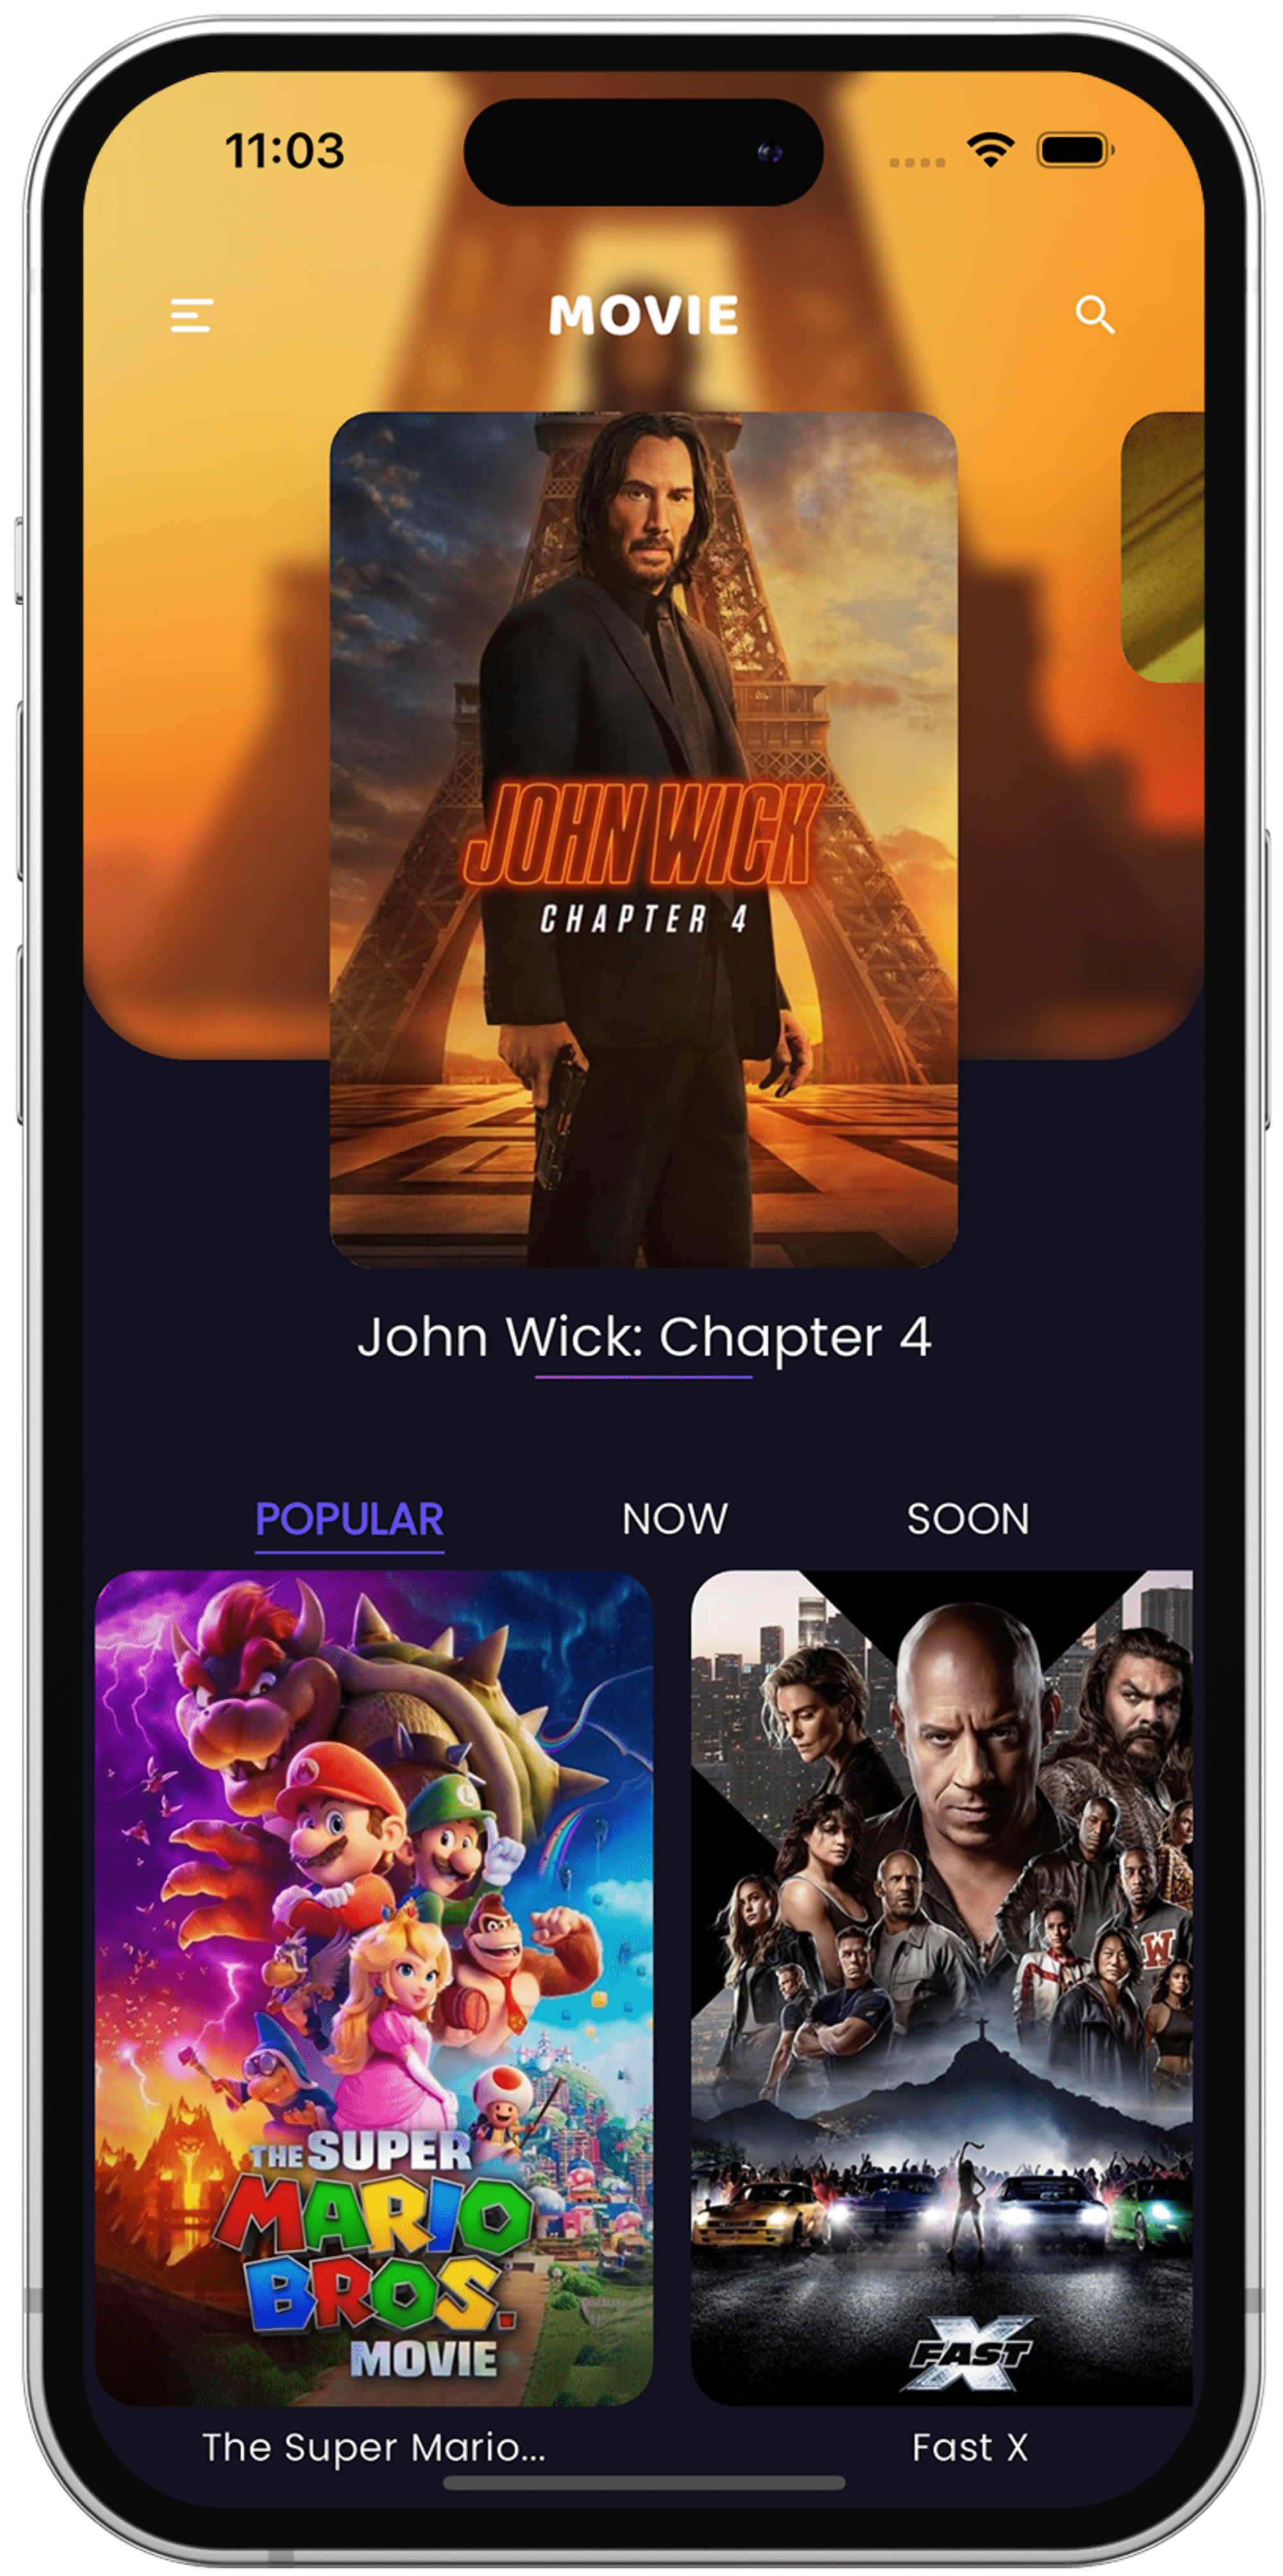 11:03
MOVIE
JOHN WICK
CHAPTER 4
John Wick: Chapter 4
POPULAR NOW SOON
THE SUPER
MARIO
BROS.
MOVIE
W
FAST X
The Super Mario... Fast X